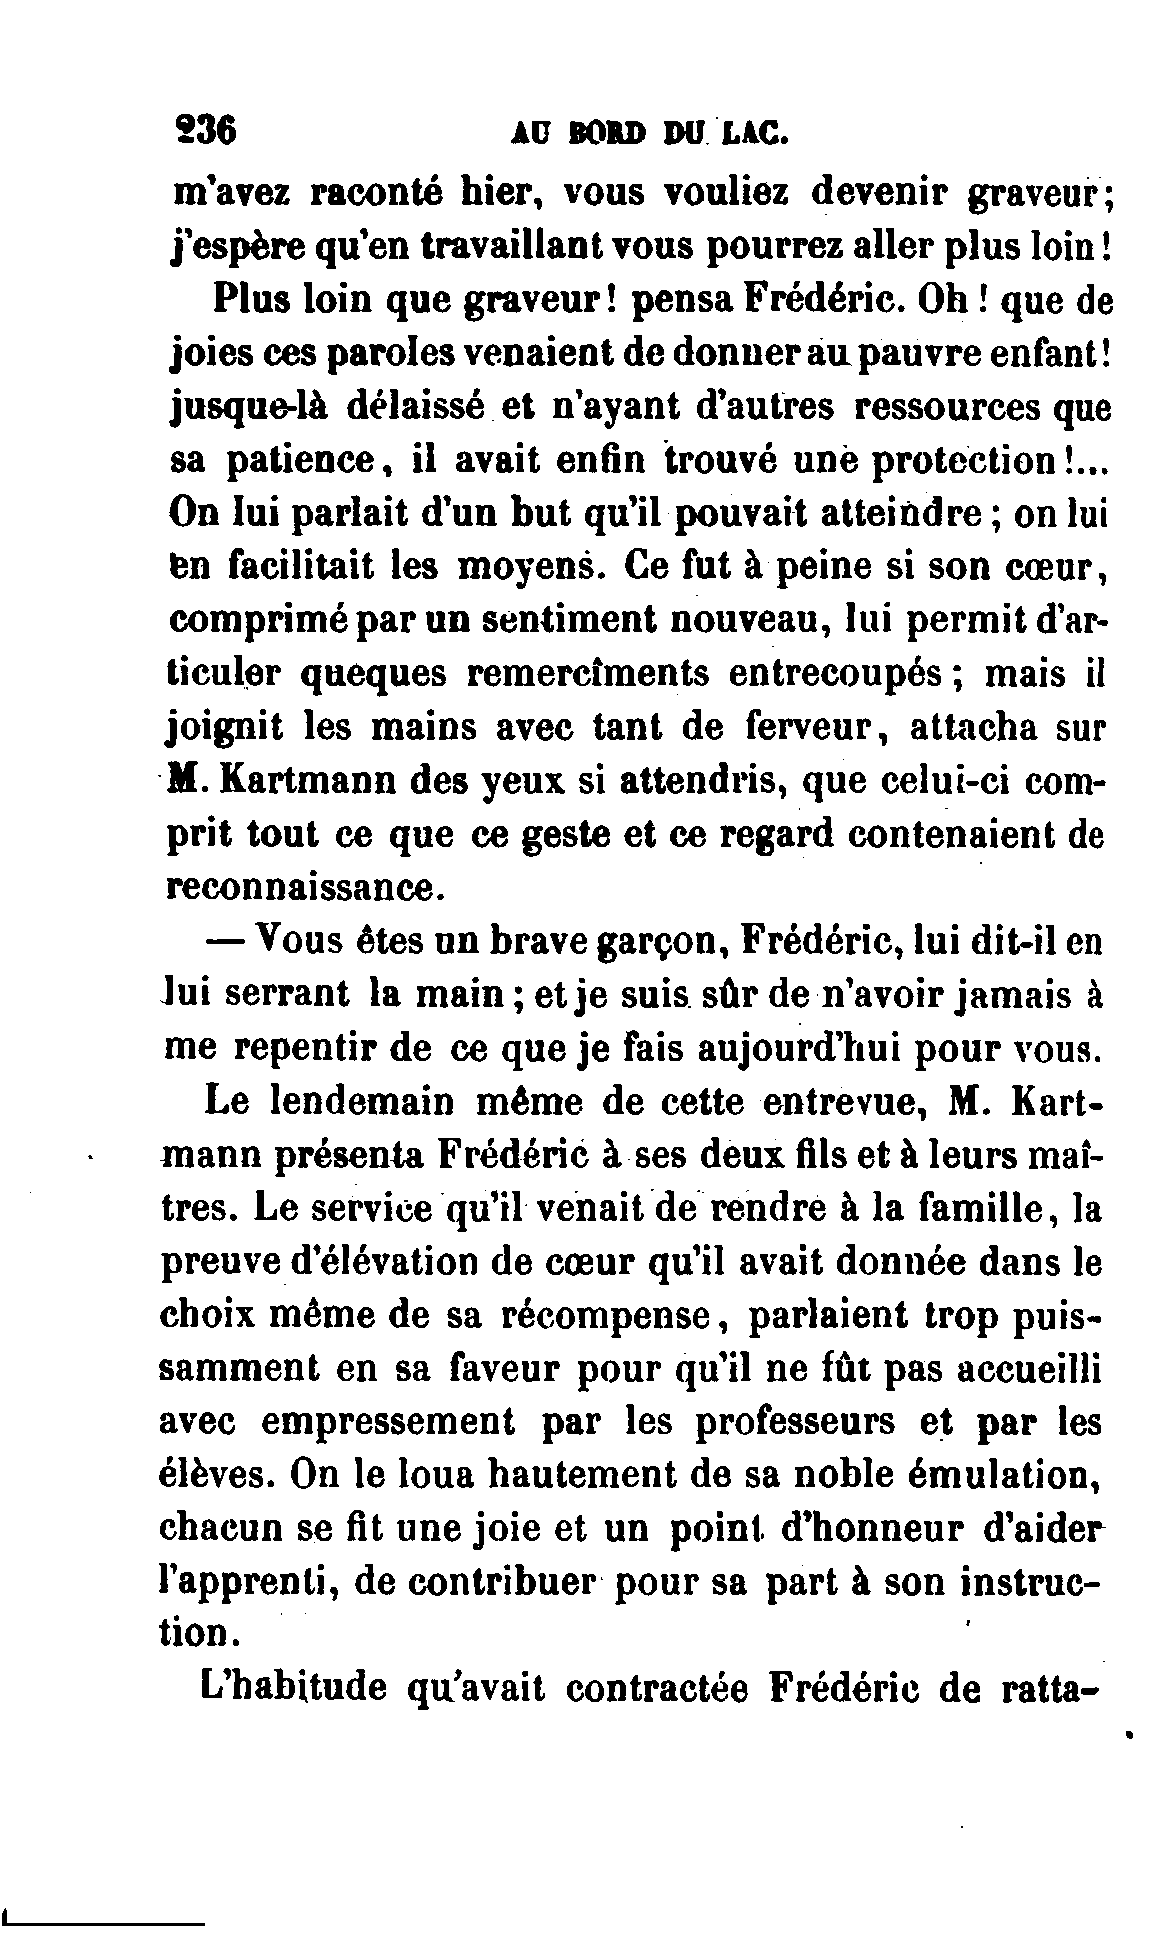 236 AU BORD DU LAC.
m'avez raconté hier, vous vouliez devenir graveur;
j'espère qu'en travaillant vous pourrez aller plus loin!
Plus loin que graveur! pensa Frédéric. Oh! que de
joies ces paroles venaient de donner au pauvre enfant!
jusque-là délaissé et n'ayant d'autres ressources que
sa patience, il avait enfin trouvé une protection!...
On lui parlait d'un but qu'il pouvait atteindre; on lui
en facilitait les moyens. Ce fut à peine si son cœur,
comprimé par un sentiment nouveau, lui permit d'ar-
ticuler queques remercîments entrecoupés; mais il
joignit les mains avec tant de ferveur, attacha sur
M. Kartmann des yeux si attendris, que celui-ci com-
prit tout ce que ce geste et ce regard contenaient de
reconnaissance.
— Vous êtes un brave garçon, Frédéric, lui dit-il en
lui serrant la main; et je suis sûr de n'avoir jamais à
me repentir de ce que je fais aujourd'hui pour vous.
Le lendemain même de cette entrevue, M. Kart-
mann présenta Frédéric à ses deux fils et à leurs maî-
tres. Le service qu'il venait de rendre à la famille, la
preuve d'élévation de cœur qu'il avait donnée dans le
choix même de sa récompense, parlaient trop puis-
samment en sa faveur pour qu'il ne fût pas accueilli
avec empressement par les professeurs et par les
élèves. On le loua hautement de sa noble émulation,
chacun se fit une joie et un point d'honneur d'aider
l'apprenti, de contribuer pour sa part à son instruc-
tion.
L'habitude qu'avait contractée Frédéric de ratta-